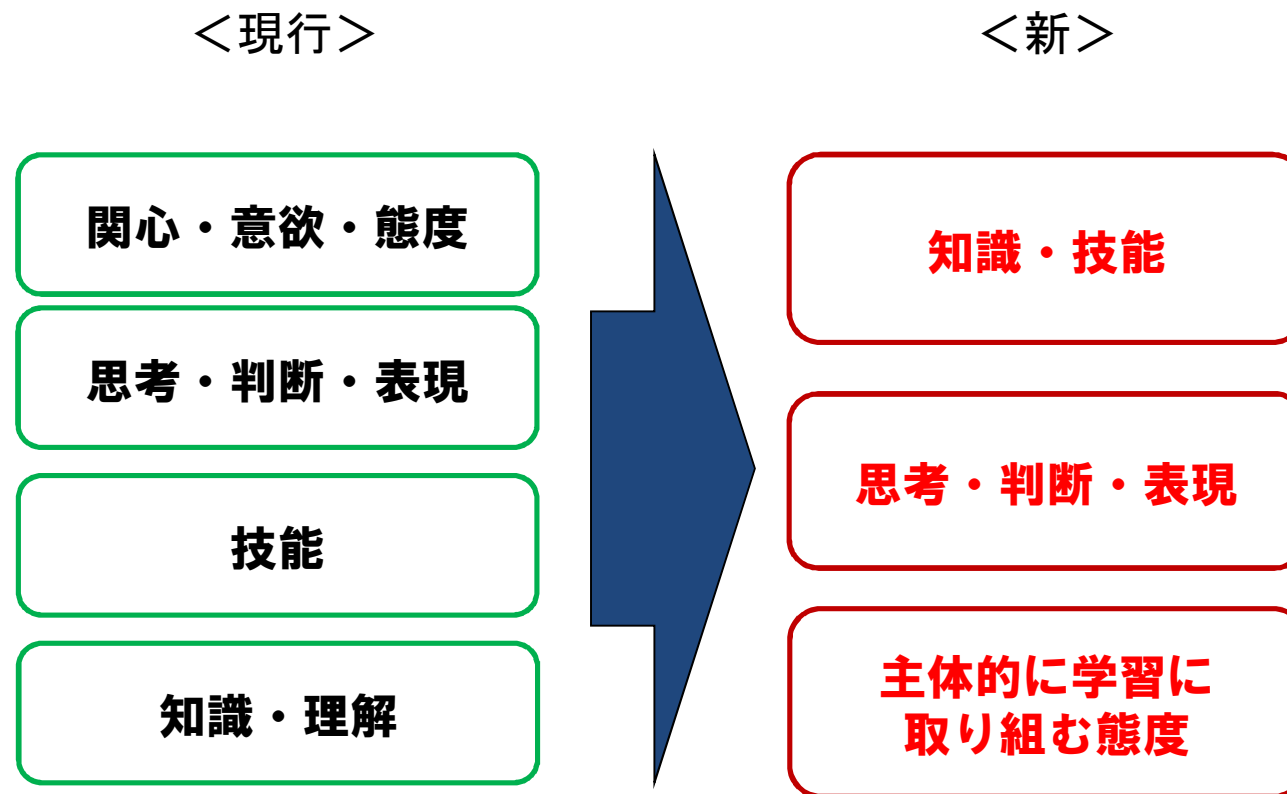 ＜現行＞
関心・意欲・態度
思考・判断・表現
技能
知識・理解
＜新＞
知識・技能
思考・判断・表現
主体的に学習に
取り組む態度